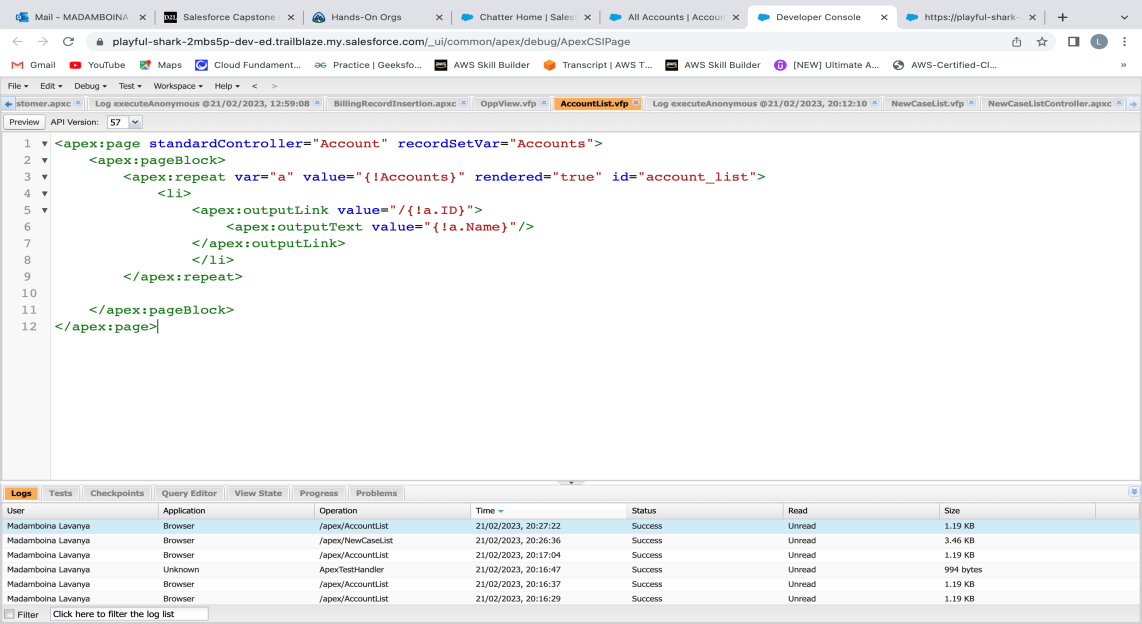 Mail - MADAMBOINA
D2L Salesforce Capstone
Hands-On Orgs
Chatter Home | Sales
All Accounts | Accoun
Developer Console
https://playful-shark-
playful-shark-2mbs5p-dev-ed.trailblaze.my.salesforce.com/_ui/common/apex/debug/ApexCSIPage
L
Gmail YouTube Maps Cloud Fundament... Practice | Geeksfo... AWS Skill Builder Transcript | AWS T... AWS Skill Builder [NEW] Ultimate A... AWS-Certified-Cl... »
File Edit Debug Test Workspace Help < >
stomer.apxc Log executeAnonymous @21/02/2023, 12:59:08 BillingRecordInsertion.apxc OppView.vfp AccountList.vfp Log executeAnonymous @21/02/2023, 20:12:10 NewCaseList.vfp NewCaseListController.apxc
Preview API Version: 57
1 <apex:page standardController="Account" recordSetVar="Accounts">
2 <apex:pageBlock>
3 <apex:repeat var="a" value="{!Accounts}" rendered="true" id="account_list">
4 <li>
5 <apex:outputLink value="/{!a.ID}">
6 <apex:outputText value="{!a.Name}"/>
7 </apex:outputLink>
8 </li>
9 </apex:repeat>
10
11 </apex:pageBlock>
12 </apex:page>
Logs Tests Checkpoints Query Editor View State Progress Problems
User Application Operation Time Status Read Size
Madamboina Lavanya Browser /apex/AccountList 21/02/2023, 20:27:22 Success Unread 1.19 KB
Madamboina Lavanya Browser /apex/NewCaseList 21/02/2023, 20:26:36 Success Unread 3.46 KB
Madamboina Lavanya Browser /apex/AccountList 21/02/2023, 20:17:04 Success Unread 1.19 KB
Madamboina Lavanya Unknown ApexTestHandler 21/02/2023, 20:16:47 Success Unread 994 bytes
Madamboina Lavanya Browser /apex/AccountList 21/02/2023, 20:16:37 Success Unread 1.19 KB
Madamboina Lavanya Browser /apex/AccountList 21/02/2023, 20:16:29 Success Unread 1.19 KB
Filter Click here to filter the log list